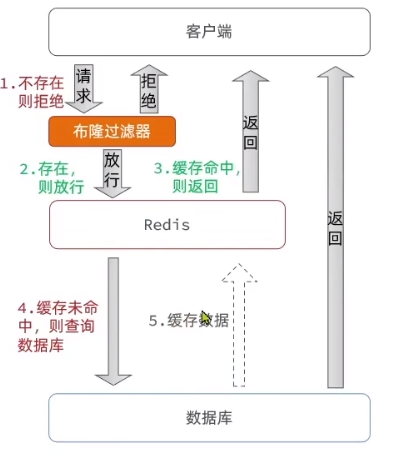 客户端
1.不存在
则拒绝
请求
拒绝
布隆过滤器
2.存在，
则放行
放行
3.缓存命中，
则返回
返回
Redis
返回
4.缓存未命
中，则查询
数据库
5.缓存数据
数据库